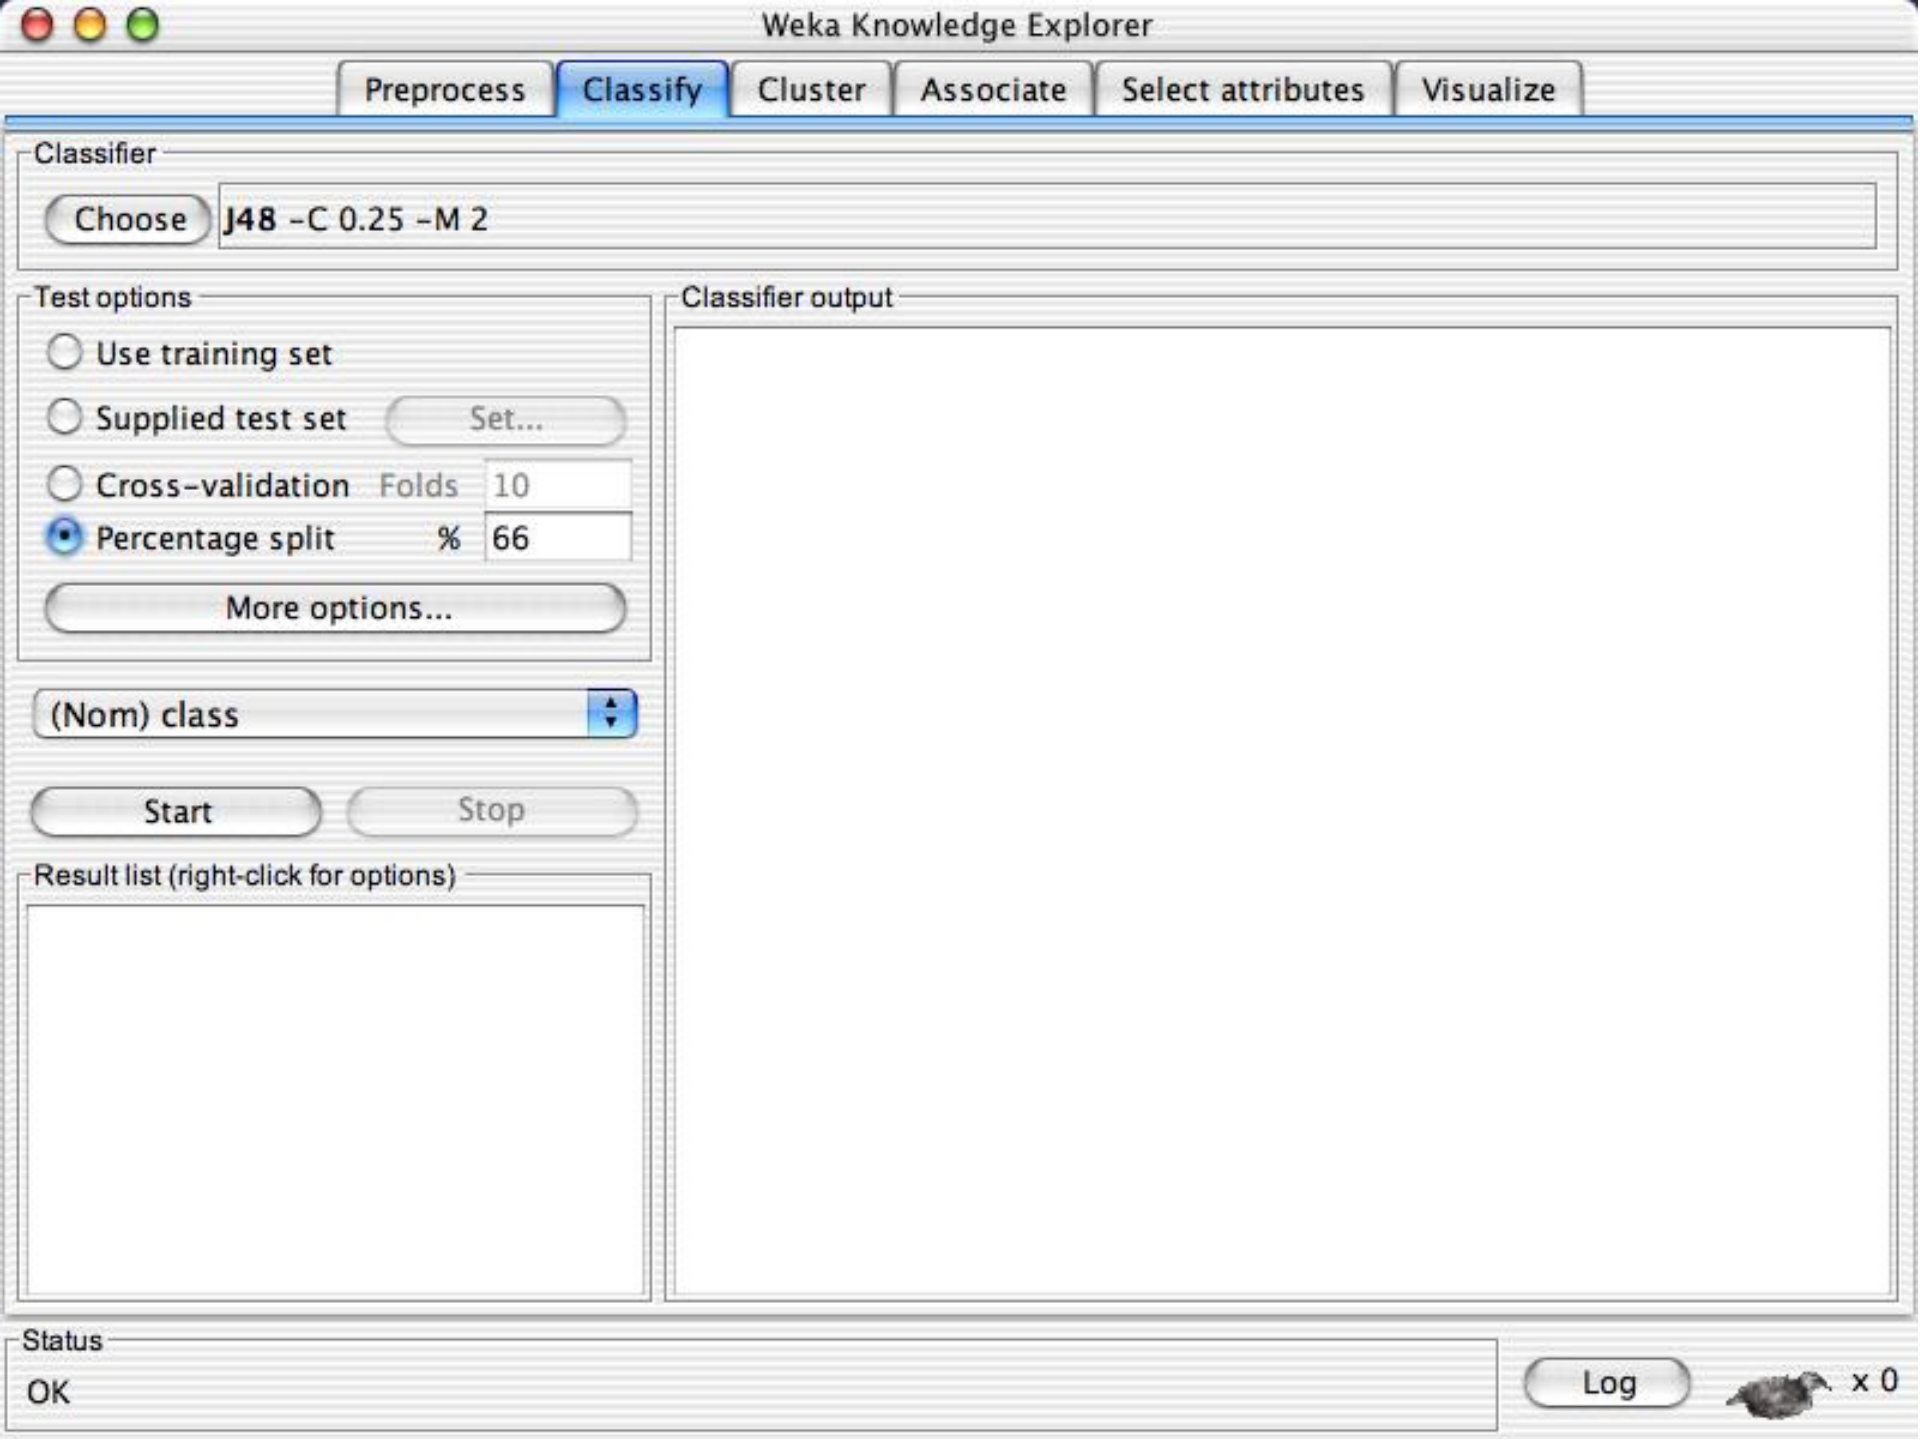 Weka Knowledge Explorer
Preprocess Classify Cluster Associate Select attributes Visualize
Classifier
Choose J48 –C 0.25 –M 2
Test options
Use training set
Supplied test set Set...
Cross–validation Folds 10
Percentage split % 66
More options...
(Nom) class
Start Stop
Result list (right-click for options)
Classifier output
Status
OK
Log x 0